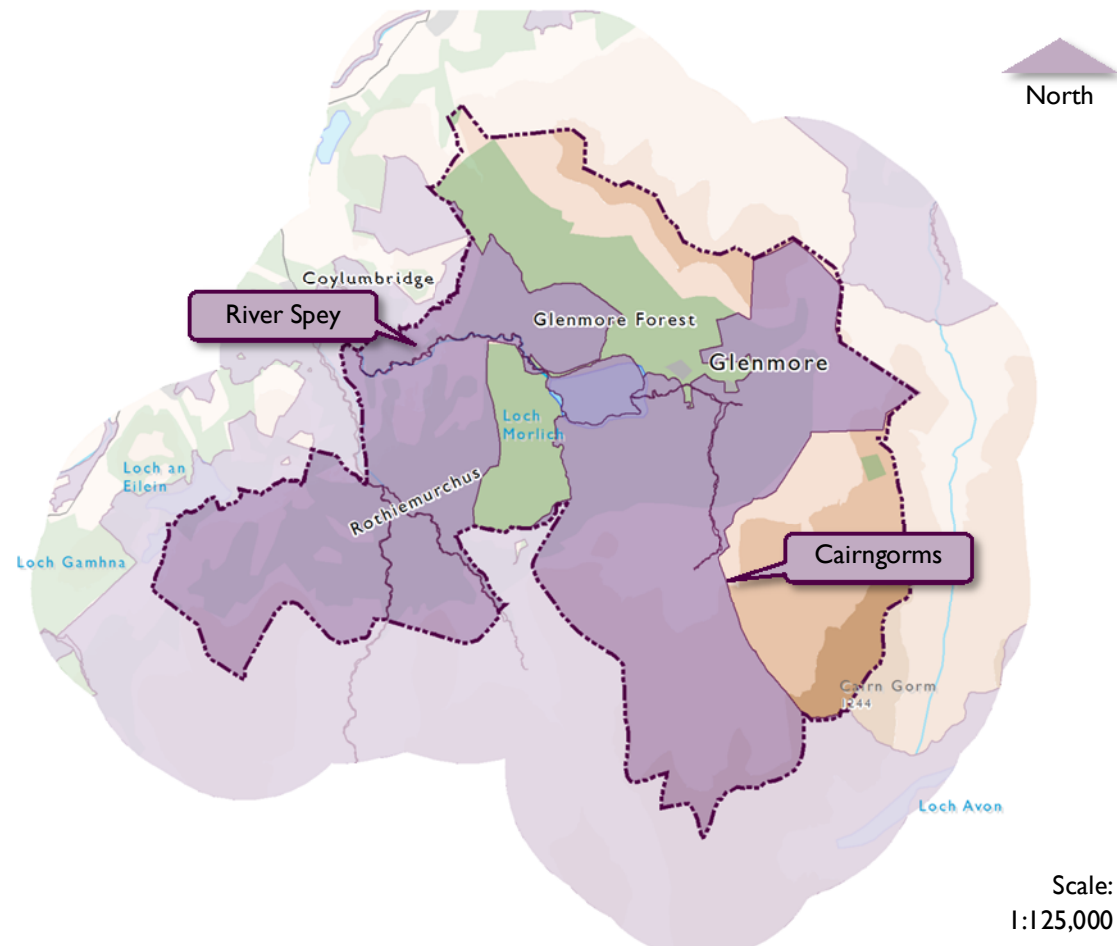 North
Coylumbridge
River Spey
Glenmore Forest
Glenmore
Loch
Morlich
Loch an
Eilein
Rothiemurchus
Loch Gamhna
Cairngorms
Cairn Gorm
1244
Loch Avon
Scale:
1:125,000